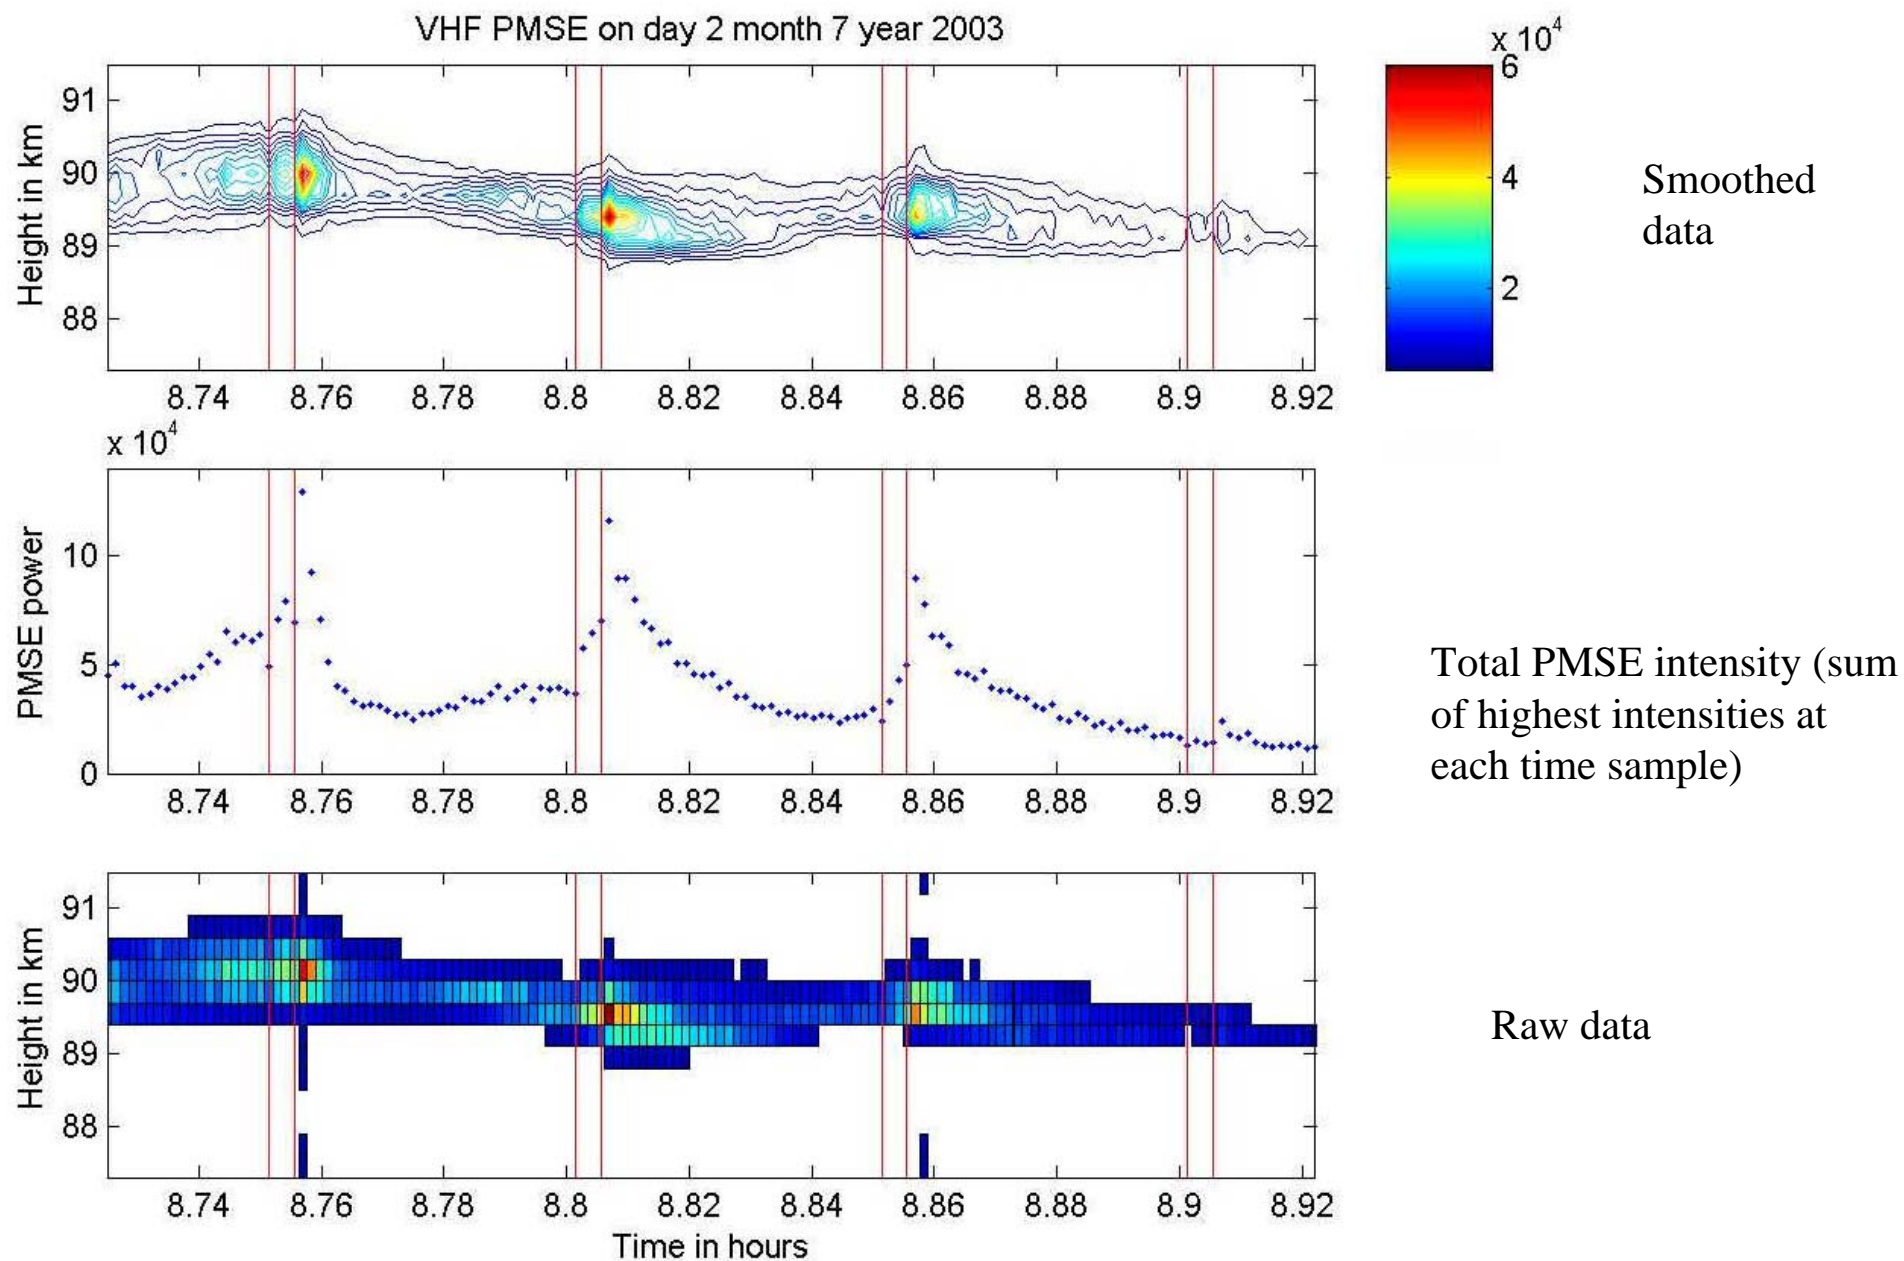 VHF PMSE on day 2 month 7 year 2003
x 10^4
91
90
89
88
Height in km
6
4
2
8.74 8.76 8.78 8.8 8.82 8.84 8.86 8.88 8.9 8.92
Smoothed
data
x 10^4
10
5
0
PMSE power
8.74 8.76 8.78 8.8 8.82 8.84 8.86 8.88 8.9 8.92
Total PMSE intensity (sum
of highest intensities at
each time sample)
91
90
89
88
Height in km
8.74 8.76 8.78 8.8 8.82 8.84 8.86 8.88 8.9 8.92
Time in hours
Raw data